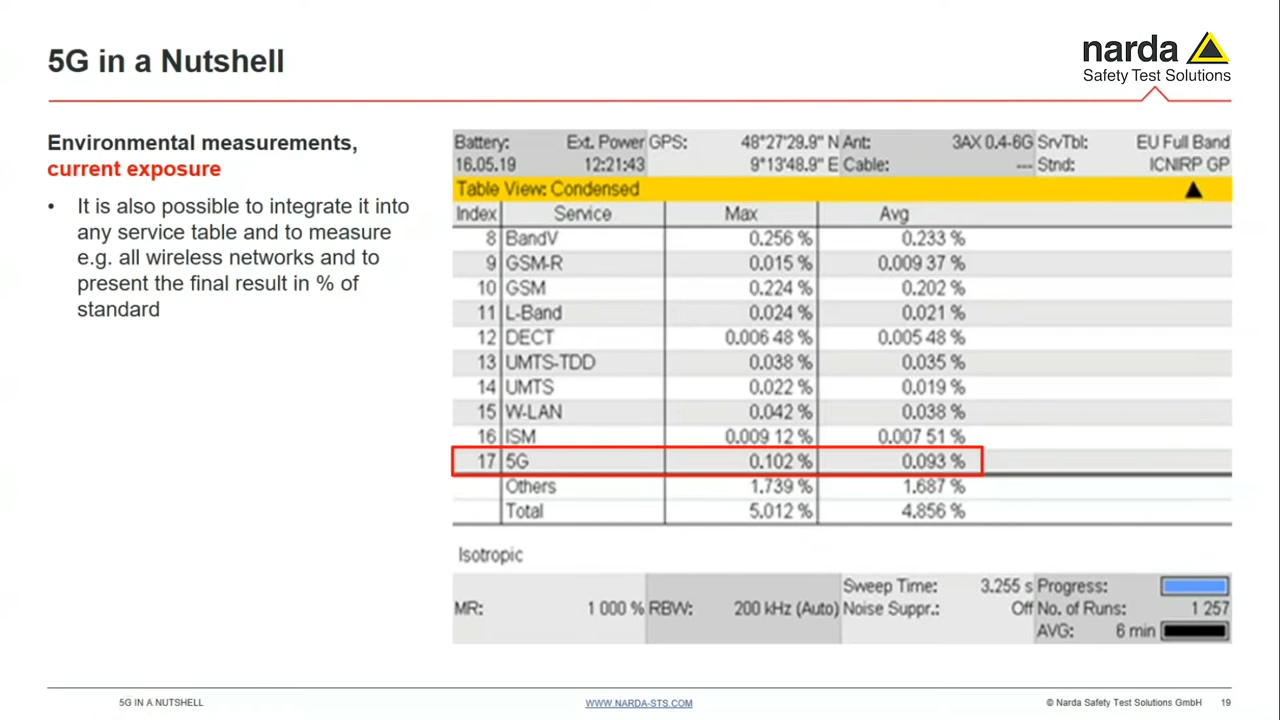 5G in a Nutshell
narda
Safety Test Solutions
Environmental measurements,
current exposure
• It is also possible to integrate it into
any service table and to measure
e.g. all wireless networks and to
present the final result in % of
standard
Battery: Ext. Power GPS: 48°27'29.9" N Ant: 3AX 0.4-6G SrvTbl: EU Full Band
16.05.19 12:21:43 9°13'48.9" E Cable: --- Stnd: ICNIRP GP
Table View: Condensed
Index Service Max Avg
8 BandV 0.256 % 0.233 %
9 GSM-R 0.015 % 0.009 37 %
10 GSM 0.224 % 0.202 %
11 L-Band 0.024 % 0.021 %
12 DECT 0.006 48 % 0.005 48 %
13 UMTS-TDD 0.038 % 0.035 %
14 UMTS 0.022 % 0.019 %
15 W-LAN 0.042 % 0.038 %
16 ISM 0.009 12 % 0.007 51 %
17 5G 0.102 % 0.093 %
Others 1.739 % 1.687 %
Total 5.012 % 4.856 %
Isotropic
Sweep Time: 3.255 s Progress:
MR: 1 000 % RBW: 200 kHz (Auto) Noise Suppr.: Off No. of Runs: 1 257
AVG: 6 min
5G IN A NUTSHELL WWW.NARDA-STS.COM © Narda Safety Test Solutions GmbH 19